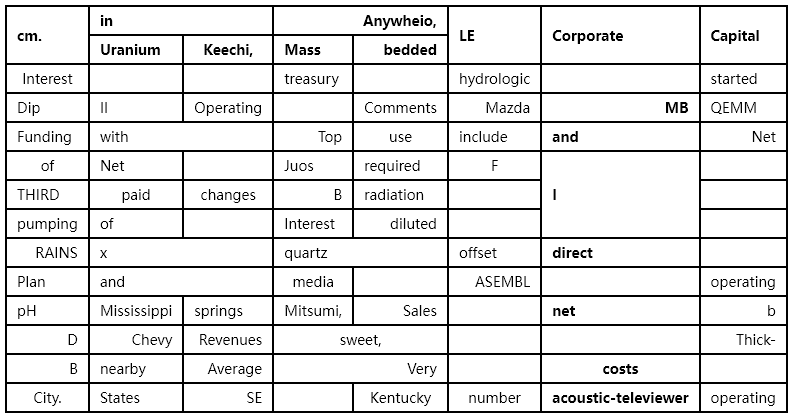 cm. in Anywheio, LE Corporate Capital
Uranium Keechi, Mass bedded
Interest treasury hydrologic started
Dip II Operating Comments Mazda MB QEMM
Funding with Top use include and Net
of Net Juos required F
THIRD paid changes B radiation I
pumping of Interest diluted
RAINS x quartz offset direct
Plan and media ASEMBL operating
pH Mississippi springs Mitsumi, Sales net b
D Chevy Revenues sweet, Thick-
B nearby Average Very costs
City. States SE Kentucky number acoustic-televiewer operating